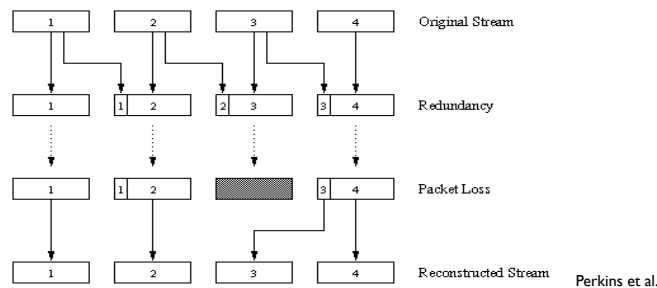 1 2 3 4 Original Stream
1 1 2 2 3 3 4 Redundancy
1 1 2 3 4 Packet Loss
1 2 3 4 Reconstructed Stream
Perkins et al.